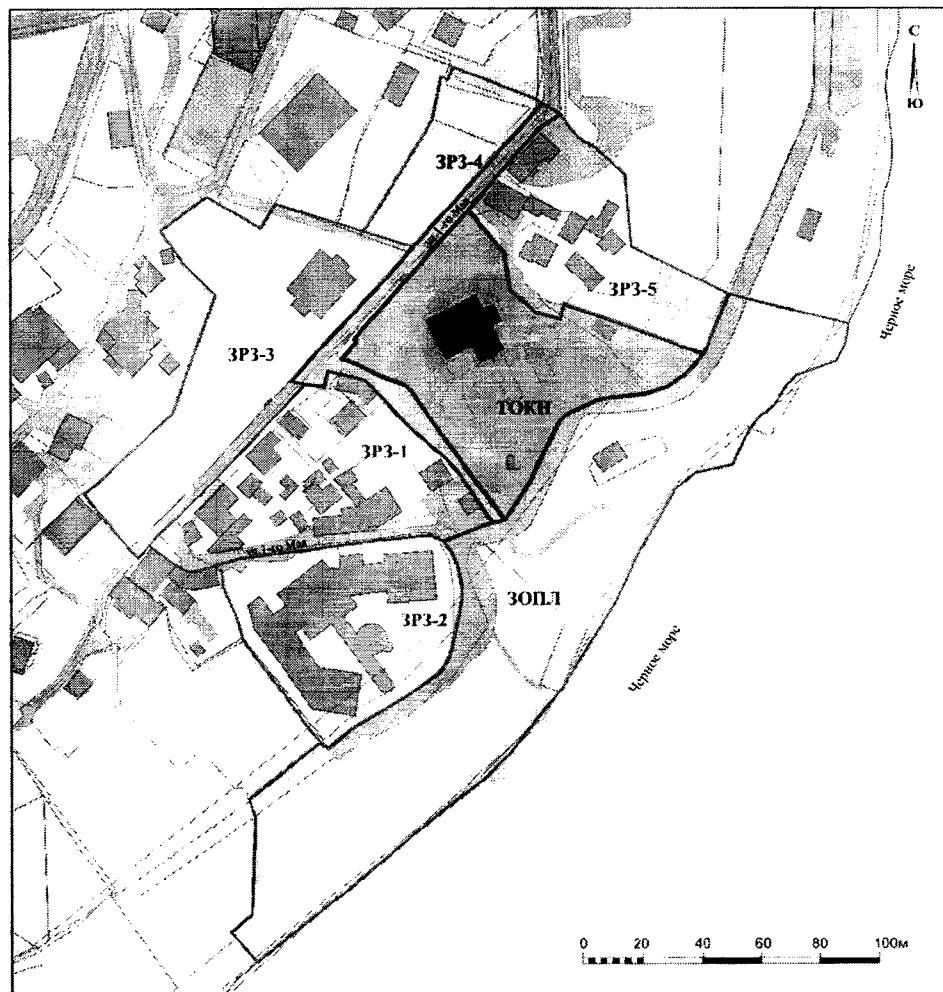 С
Ю
ЗРЗ-4
ЗРЗ-5
Черное море
ЗРЗ-3
ТОКН
ЗРЗ-1
ЗОПЛ
ЗРЗ-2
Черное море
0 20 40 60 80 100м